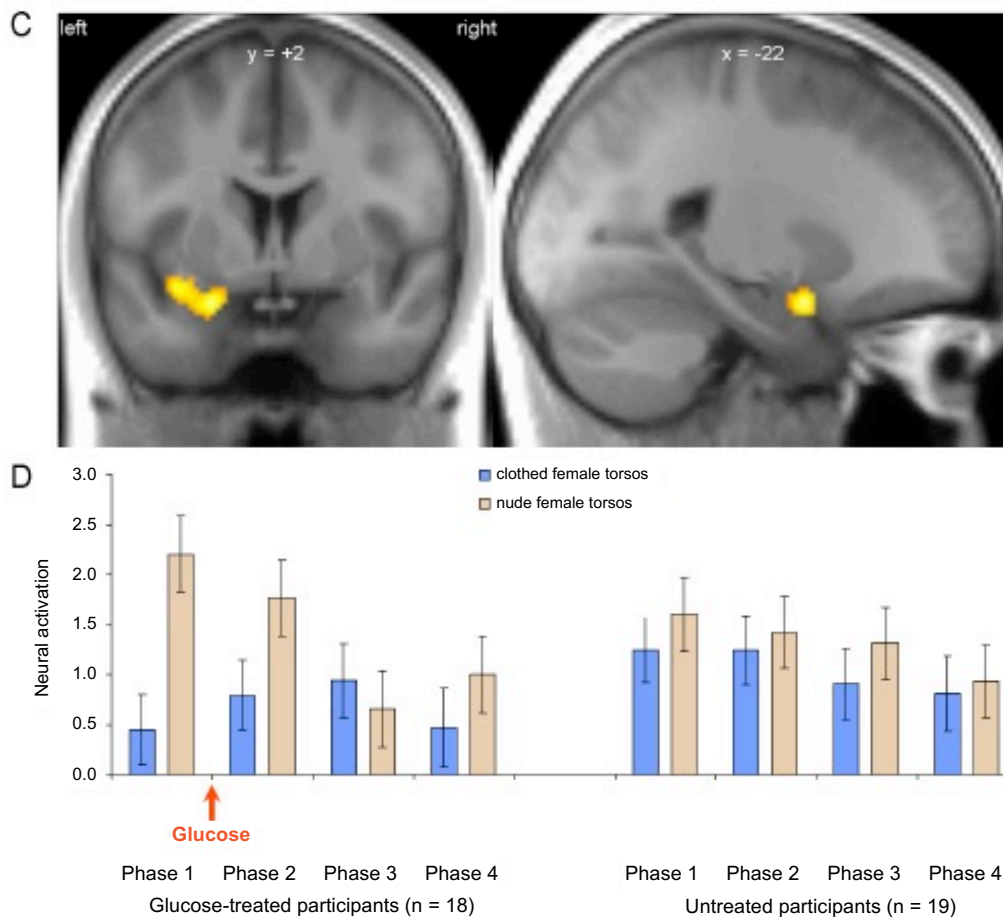 C
left
right
y = +2
x = -22
D
3.0
2.5
2.0
1.5
1.0
0.5
0.0
Neural activation
clothed female torsos
nude female torsos
Glucose
Phase 1 Phase 2 Phase 3 Phase 4
Phase 1 Phase 2 Phase 3 Phase 4
Glucose-treated participants (n = 18)
Untreated participants (n = 19)